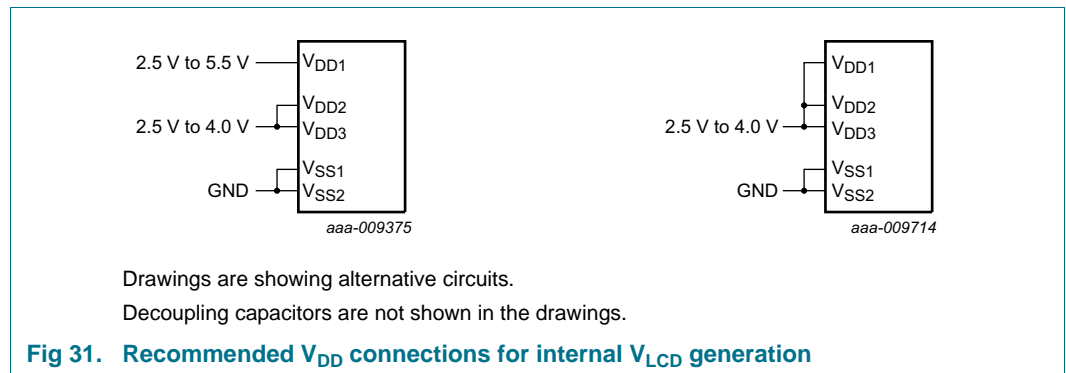 2.5 V to 5.5 V
VDD1
VDD2
2.5 V to 4.0 V
VDD3
VSS1
GND
VSS2
aaa-009375
VDD1
VDD2
2.5 V to 4.0 V
VDD3
VSS1
GND
VSS2
aaa-009714
Drawings are showing alternative circuits.
Decoupling capacitors are not shown in the drawings.
Fig 31. Recommended VDD connections for internal VLCD generation